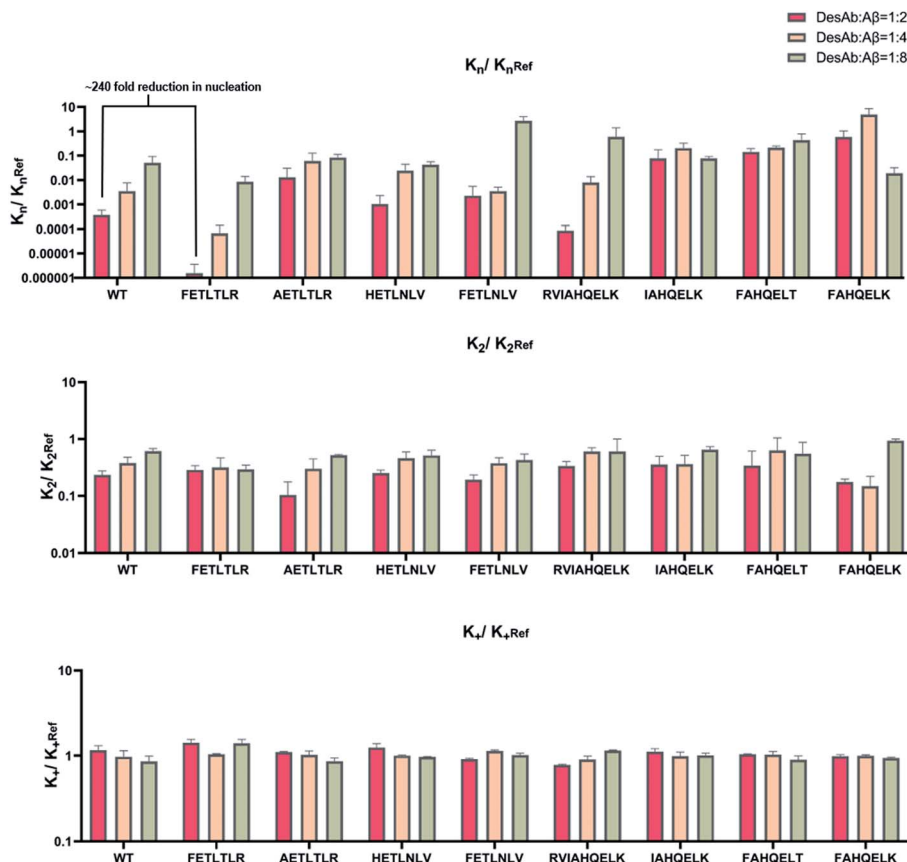 DesAb:Aβ=1:2
DesAb:Aβ=1:4
DesAb:Aβ=1:8
Kn/ KnRef
~240 fold reduction in nucleation
Kn/ KnRef
10
1
0.1
0.01
0.001
0.00001
0.000001
WT FETLTLR AETLTLR HETLNLV FETLNLV RVIAHQELK IAHQELK FAHQELT FAHQELK
K2/ K2Ref
K2/ K2Ref
10
1
0.1
0.01
WT FETLTLR AETLTLR HETLNLV FETLNLV RVIAHQELK IAHQELK FAHQELT FAHQELK
K+/ K+Ref
K+/ K+Ref
10
1
0.1
WT FETLTLR AETLTLR HETLNLV FETLNLV RVIAHQELK IAHQELK FAHQELT FAHQELK